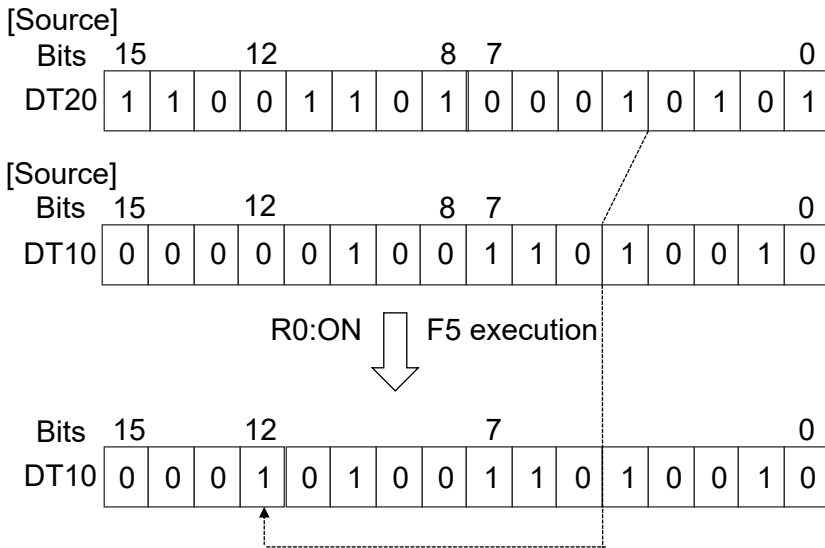 [Source]
Bits 15 12 8 7 0
DT20 1 1 0 0 1 1 0 1 0 0 0 1 0 1 0 1
[Source]
Bits 15 12 8 7 0
DT10 0 0 0 0 0 1 0 0 1 1 0 1 0 0 1 0
R0:ON F5 execution
Bits 15 12 7 0
DT10 0 0 0 1 0 1 0 0 1 1 0 1 0 0 1 0